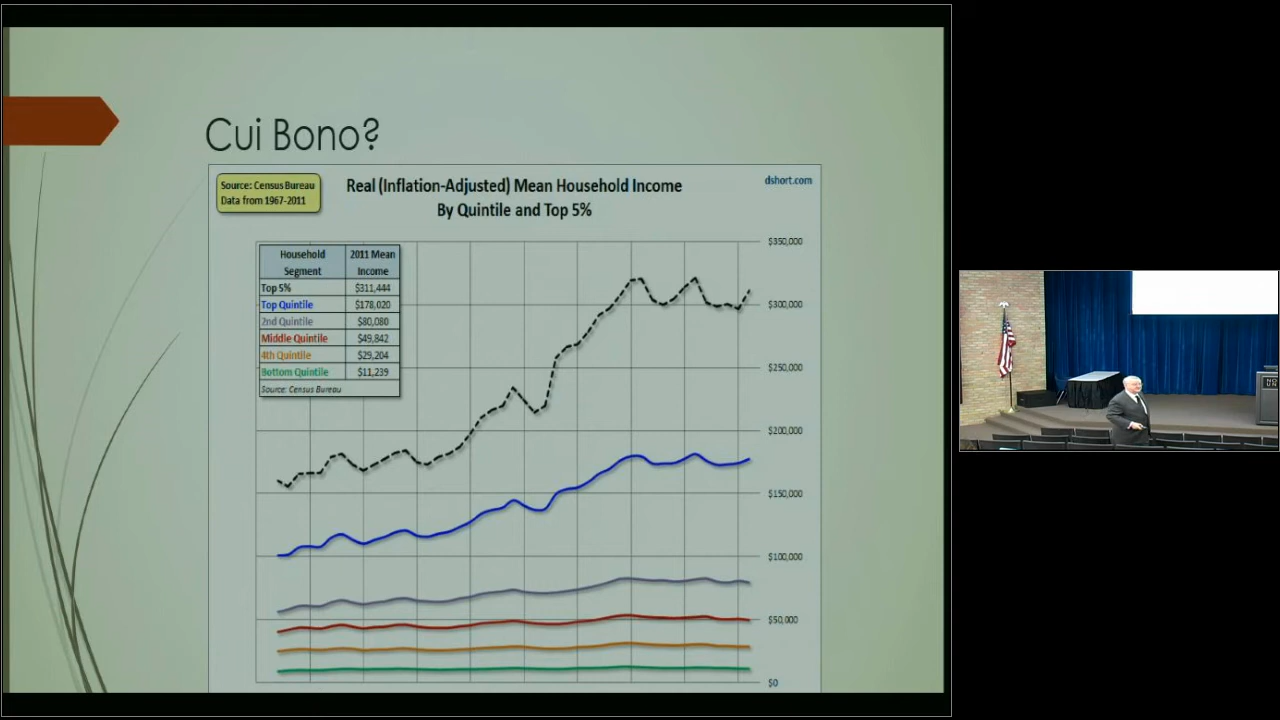 Cui Bono?
Source: Census Bureau
Data from 1967-2011
Real (Inflation-Adjusted) Mean Household Income
By Quintile and Top 5%
dshort.com
Household Segment 2011 Mean Income
Top 5% $311,444
Top Quintile $178,020
2nd Quintile $80,080
Middle Quintile $49,842
4th Quintile $29,204
Bottom Quintile $11,239
Source: Census Bureau
$350,000
$300,000
$250,000
$200,000
$150,000
$100,000
$50,000
$0